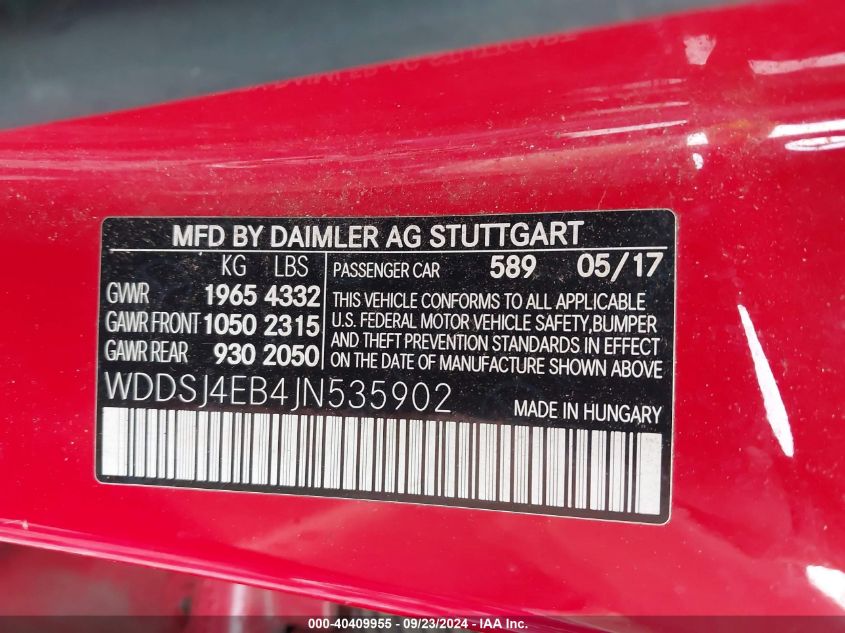 MFD BY DAIMLER AG STUTTGART
KG LBS
GVWR 1965 4332
GAWR FRONT 1050 2315
GAWR REAR 930 2050
PASSENGER CAR 589 05/17
THIS VEHICLE CONFORMS TO ALL APPLICABLE
U.S. FEDERAL MOTOR VEHICLE SAFETY,BUMPER
AND THEFT PREVENTION STANDARDS IN EFFECT
ON THE DATE OF MANUFACTURE SHOWN ABOVE
WDDSJ4EB4JN535902
MADE IN HUNGARY
000-40409955 - 09/23/2024 - IAA Inc.